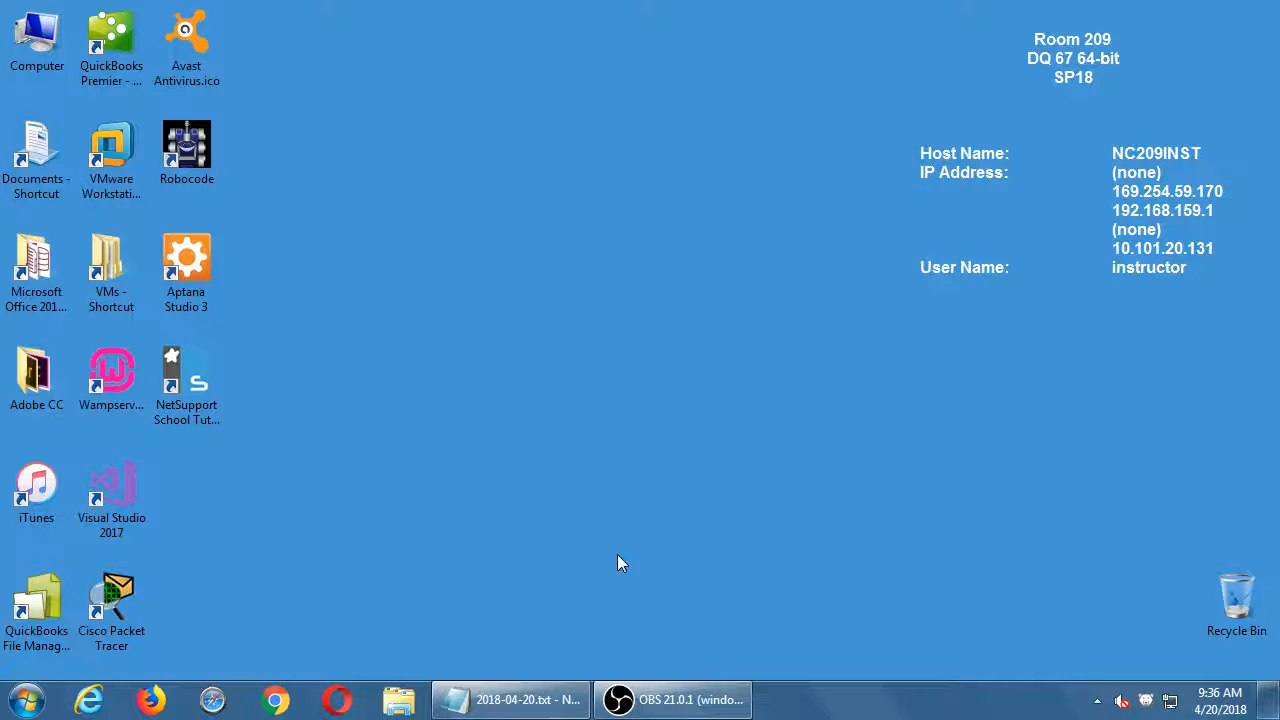 Computer
QuickBooks
Premier - ...
Avast
Antivirus.ico
Documents -
Shortcut
VMware
Workstati...
Robocode
Microsoft
Office 201...
VMs -
Shortcut
Aptana
Studio 3
Adobe CC
Wampserv...
NetSupport
School Tut...
iTunes
Visual Studio
2017
QuickBooks
File Manag...
Cisco Packet
Tracer
Room 209
DQ 67 64-bit
SP18
Host Name: NC209INST
IP Address: (none)
169.254.59.170
192.168.159.1
(none)
10.101.20.131
User Name: instructor
Recycle Bin
2018-04-20.txt - N...
OBS 21.0.1 (windo...
9:36 AM
4/20/2018